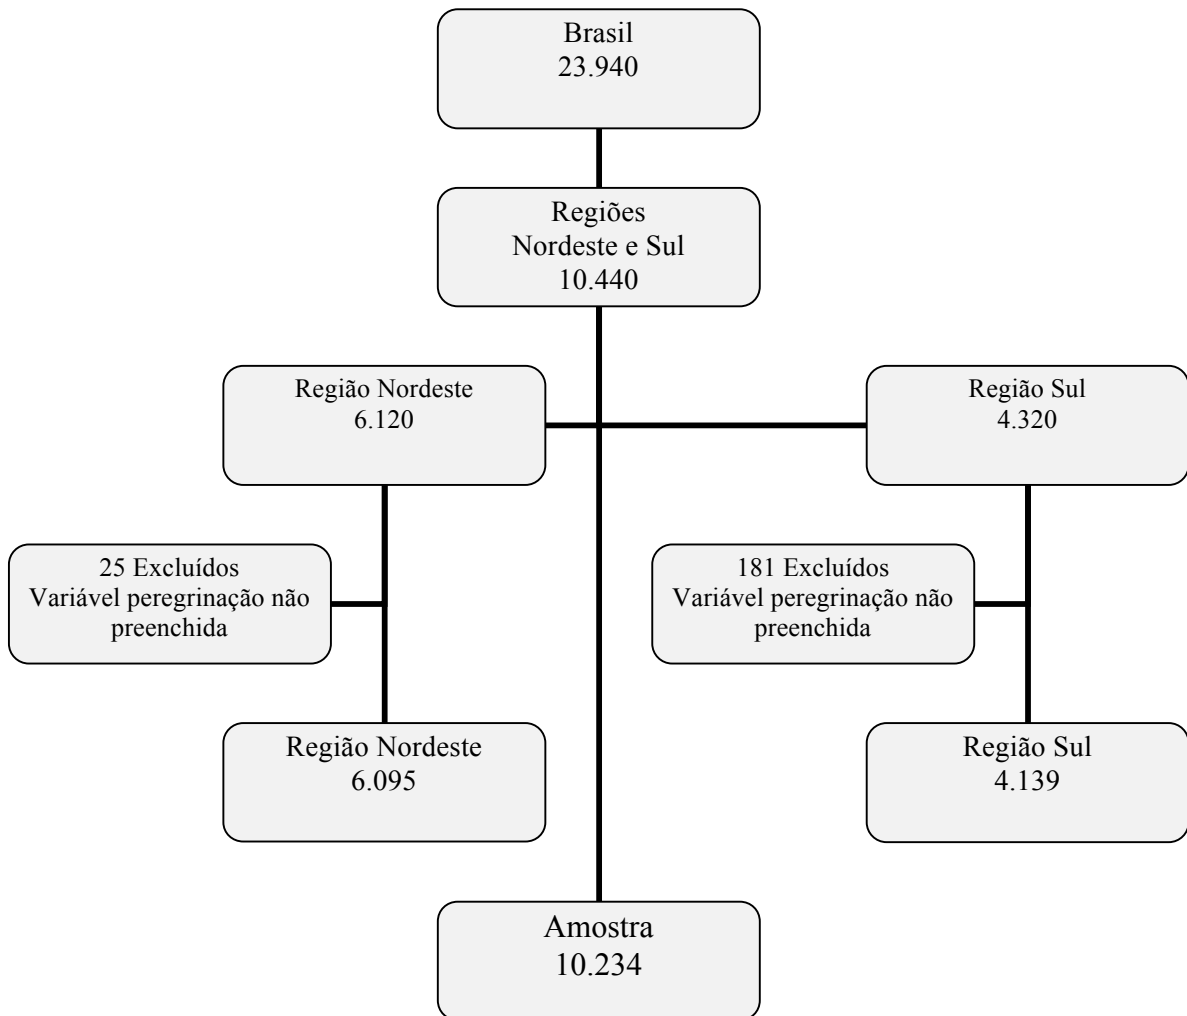 Brasil
23.940
Regiões
Nordeste e Sul
10.440
Região Nordeste
6.120
Região Sul
4.320
25 Excluídos
Variável peregrinação não
preenchida
181 Excluídos
Variável peregrinação não
preenchida
Região Nordeste
6.095
Região Sul
4.139
Amostra
10.234